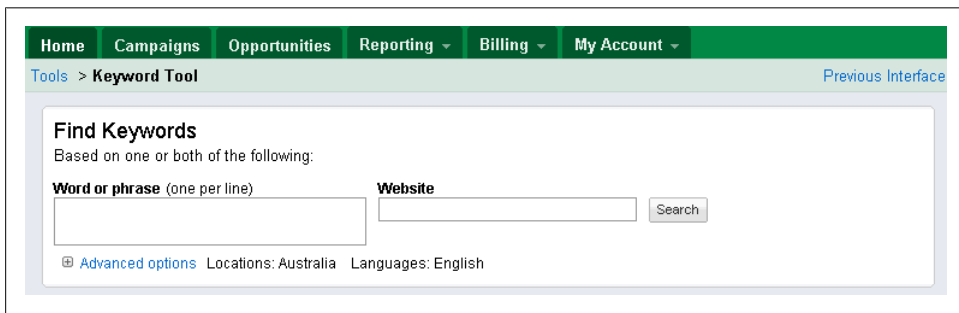 Home Campaigns Opportunities Reporting Billing My Account
Tools > Keyword Tool Previous Interface
Find Keywords
Based on one or both of the following:
Word or phrase (one per line) Website
Search
Advanced options Locations: Australia Languages: English